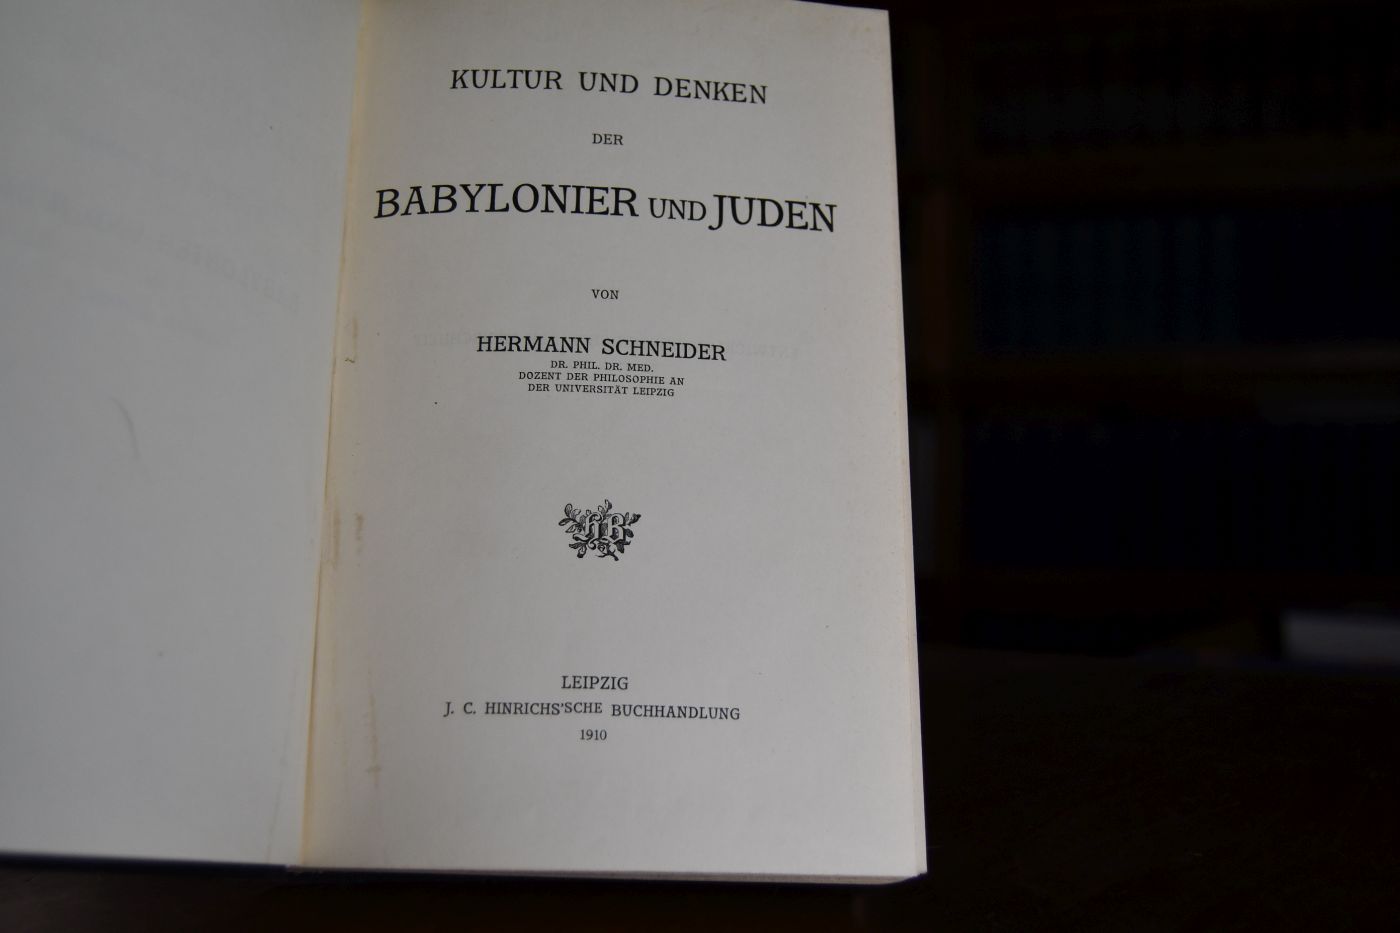 KULTUR UND DENKEN
DER
BABYLONIER UND JUDEN
VON
HERMANN SCHNEIDER
DR. PHIL. DR. MED.
DOZENT DER PHILOSOPHIE AN
DER UNIVERSITÄT LEIPZIG
HB
LEIPZIG
J. C. HINRICHS'SCHE BUCHHANDLUNG
1910